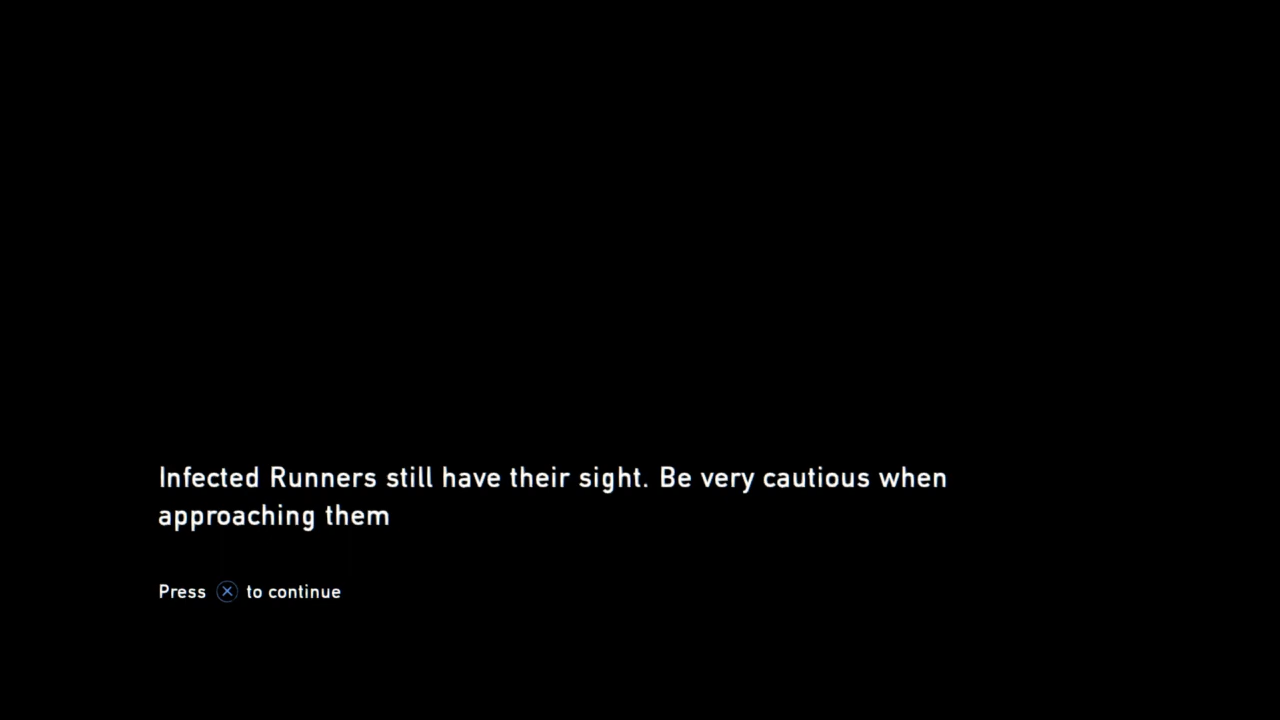 Infected Runners still have their sight. Be very cautious when
approaching them
Press ⓧ to continue